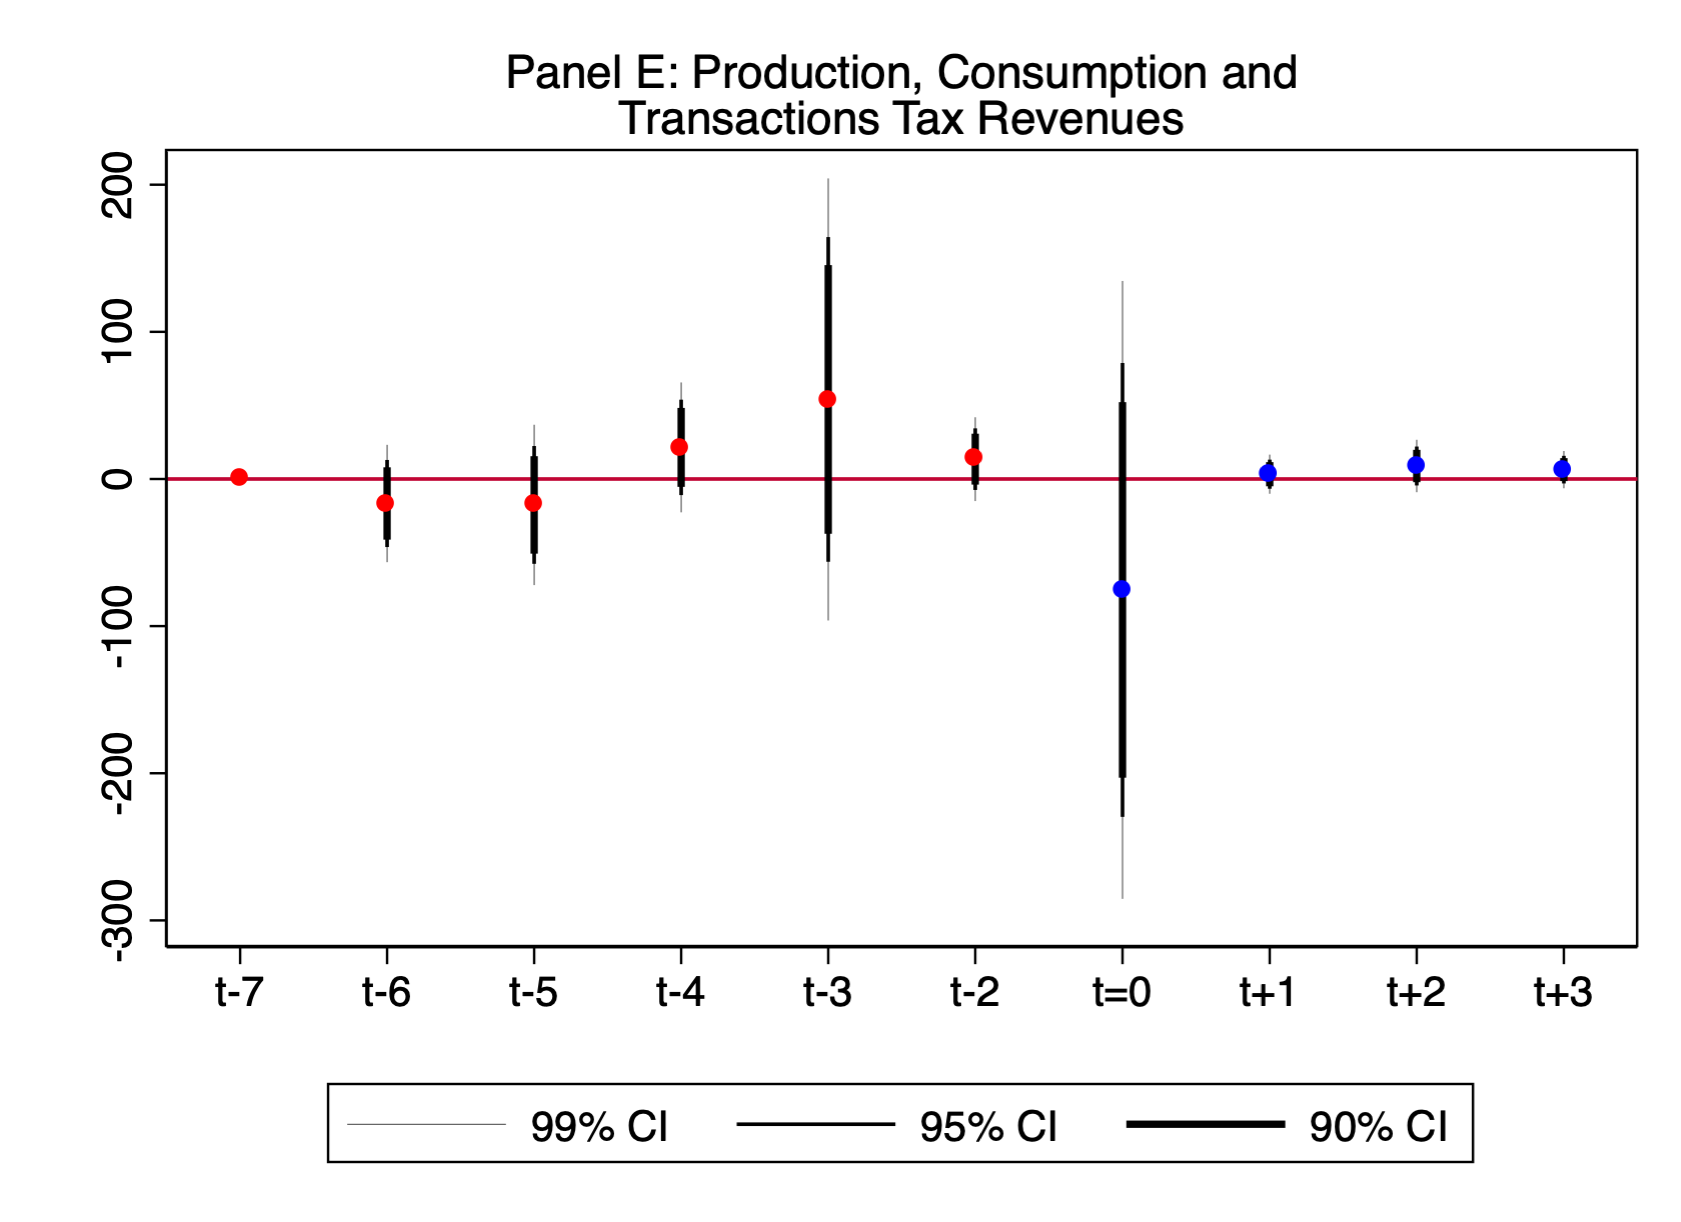 Panel E: Production, Consumption and
Transactions Tax Revenues
200
100
0
-100
-200
-300
t-7 t-6 t-5 t-4 t-3 t-2 t=0 t+1 t+2 t+3
99% CI 95% CI 90% CI